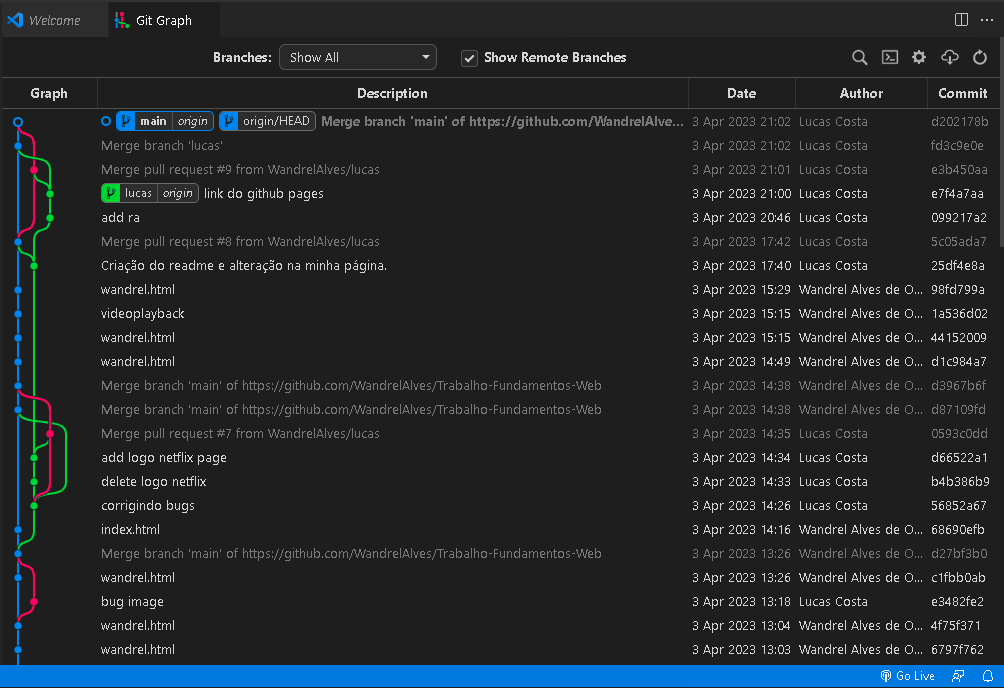 Welcome Git Graph
Branches: Show All Show Remote Branches
Graph Description Date Author Commit
main origin origin/HEAD Merge branch 'main' of https://github.com/WandrelAlve... 3 Apr 2023 21:02 Lucas Costa d202178b
Merge branch 'lucas' 3 Apr 2023 21:02 Lucas Costa fd3c9e0e
Merge pull request #9 from WandrelAlves/lucas 3 Apr 2023 21:01 Lucas Costa e3b450aa
lucas origin link do github pages 3 Apr 2023 21:00 Lucas Costa e7f4a7aa
add ra 3 Apr 2023 20:46 Lucas Costa 099217a2
Merge pull request #8 from WandrelAlves/lucas 3 Apr 2023 17:42 Lucas Costa 5c05ada7
Criação do readme e alteração na minha página. 3 Apr 2023 17:40 Lucas Costa 25df4e8a
wandrel.html 3 Apr 2023 15:29 Wandrel Alves de O... 98fd799a
videoplayback 3 Apr 2023 15:15 Wandrel Alves de O... 1a536d02
wandrel.html 3 Apr 2023 15:15 Wandrel Alves de O... 44152009
wandrel.html 3 Apr 2023 14:49 Wandrel Alves de O... d1c984a7
Merge branch 'main' of https://github.com/WandrelAlves/Trabalho-Fundamentos-Web 3 Apr 2023 14:38 Wandrel Alves de O... d3967b6f
Merge branch 'main' of https://github.com/WandrelAlves/Trabalho-Fundamentos-Web 3 Apr 2023 14:38 Wandrel Alves de O... d87109fd
Merge pull request #7 from WandrelAlves/lucas 3 Apr 2023 14:35 Lucas Costa 0593c0dd
add logo netflix page 3 Apr 2023 14:34 Lucas Costa d66522a1
delete logo netflix 3 Apr 2023 14:33 Lucas Costa b4b386b9
corrigindo bugs 3 Apr 2023 14:26 Lucas Costa 56852a67
index.html 3 Apr 2023 14:16 Wandrel Alves de O... 68690efb
Merge branch 'main' of https://github.com/WandrelAlves/Trabalho-Fundamentos-Web 3 Apr 2023 13:26 Wandrel Alves de O... d27bf3b0
wandrel.html 3 Apr 2023 13:26 Wandrel Alves de O... c1fbb0ab
bug image 3 Apr 2023 13:18 Lucas Costa e3482fe2
wandrel.html 3 Apr 2023 13:04 Wandrel Alves de O... 4f75f371
wandrel.html 3 Apr 2023 13:03 Wandrel Alves de O... 6797f762
Go Live